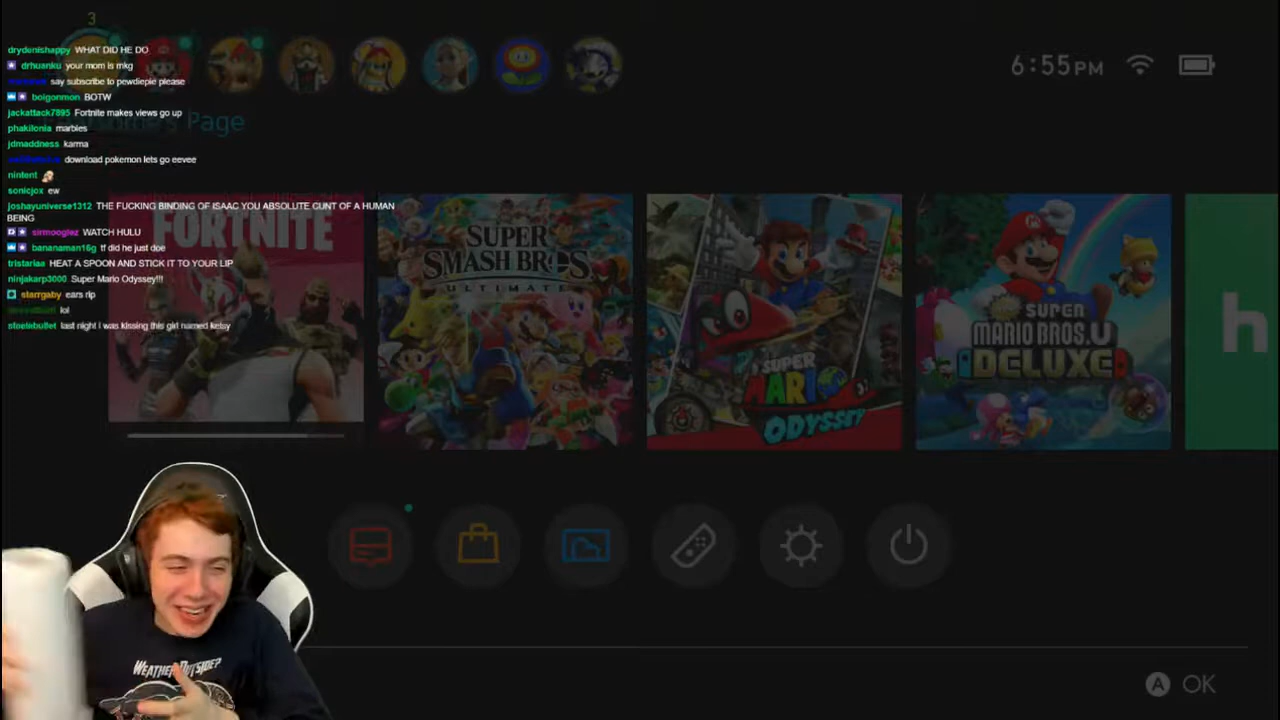 3
6:55PM
drydenishappy WHAT DID HE DO
drhuanku your mom is mkg
say subscribe to pewdiepie please
boigonmon BOTW
jackattack7895 Fortnite makes views go up
's Page
phakilonia marbles
jdmaddness karma
download pokemon lets go eevee
nintent
sonicjox ew
joshayuniverse1312 THE FUCKING BINDING OF ISAAC YOU ABSOLUTE CUNT OF A HUMAN
BEING
sirmooglez WATCH HULU
bananaman16g tf did he just doe
tristariaa HEAT A SPOON AND STICK IT TO YOUR LIP
ninjakarp3000 Super Mario Odyssey!!!
starrgaby ears rip
lol
steelebullet last night i was kissing this girl named kelsy
FORTNITE
SUPER
SMASH BROS.
ULTIMATE
SUPER
MARIO
ODYSSEY
NEW
SUPER
MARIO BROS.U
DELUXE
h
WEATHER OUTSIDE?
A OK